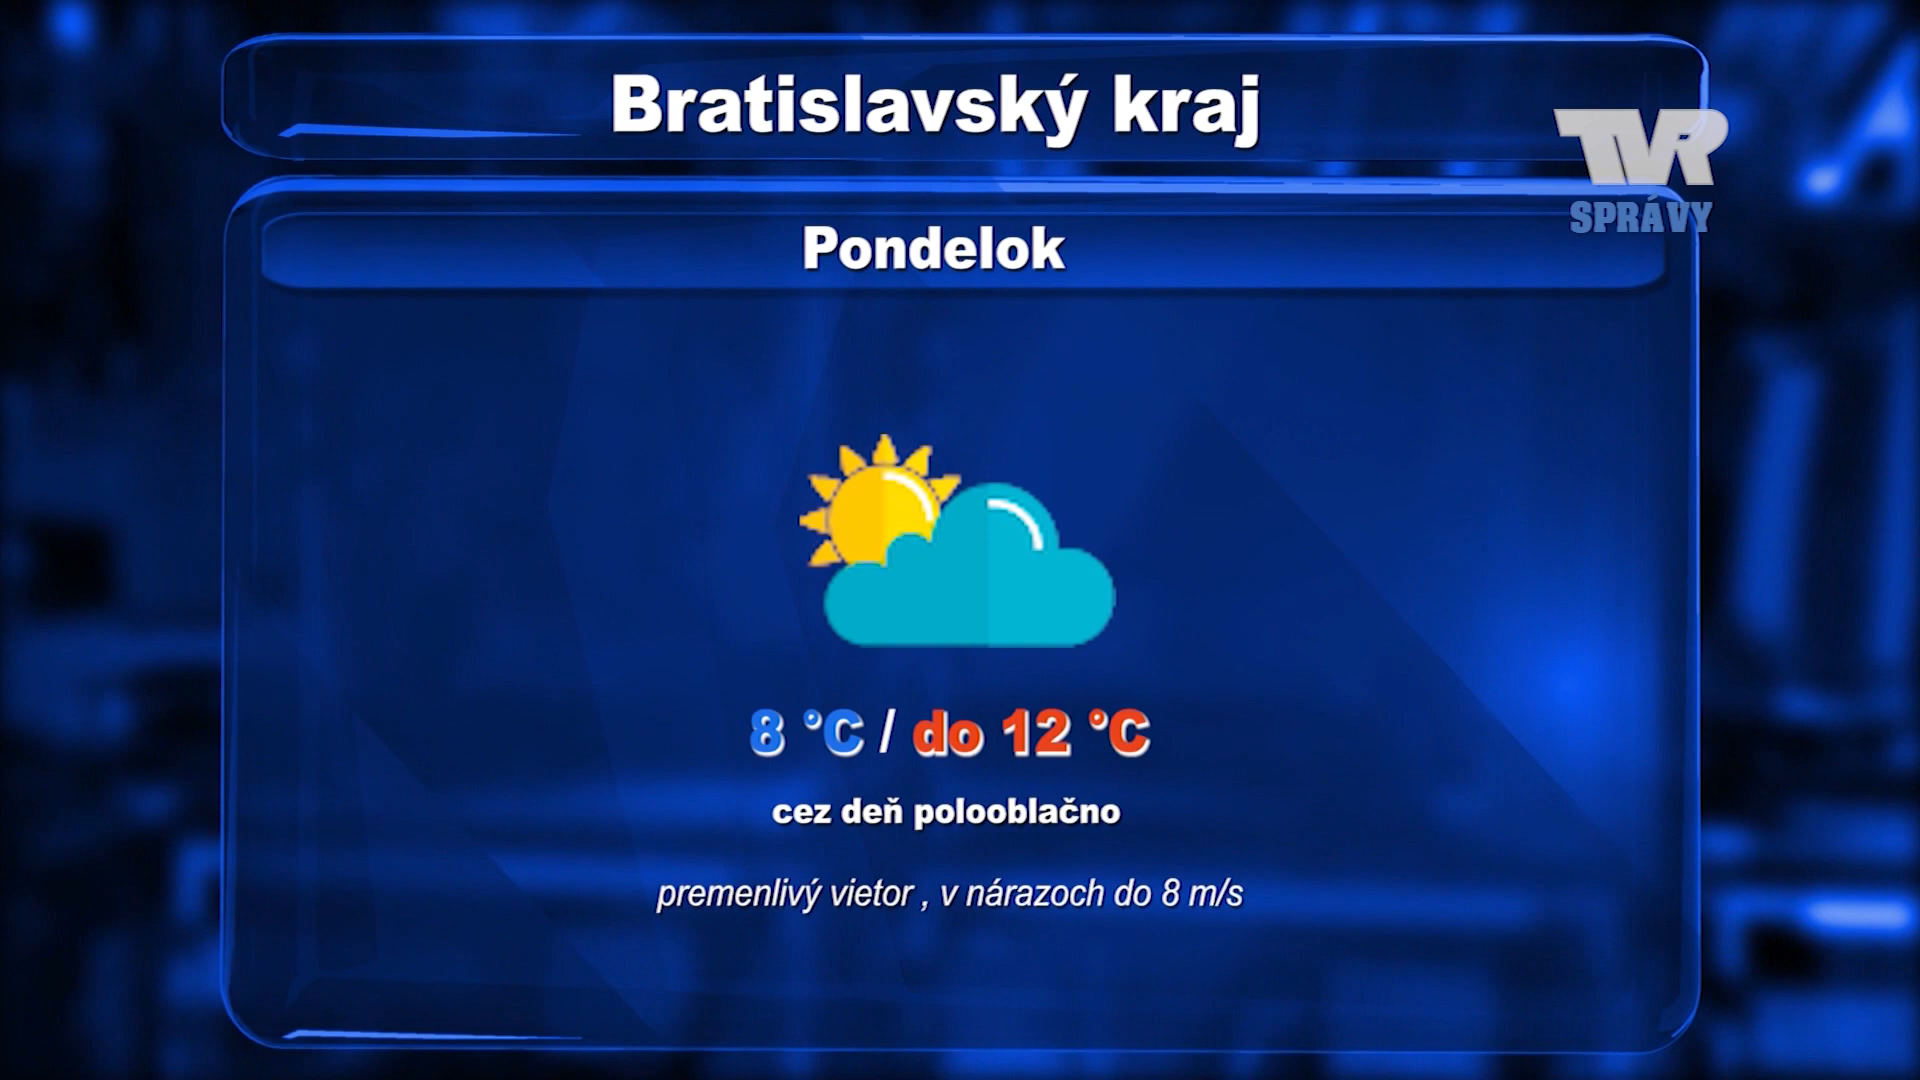 Bratislavský kraj
TVR
SPRÁVY
Pondelok
8 °C / do 12 °C
cez deň polooblačno
premenlivý vietor , v nárazoch do 8 m/s